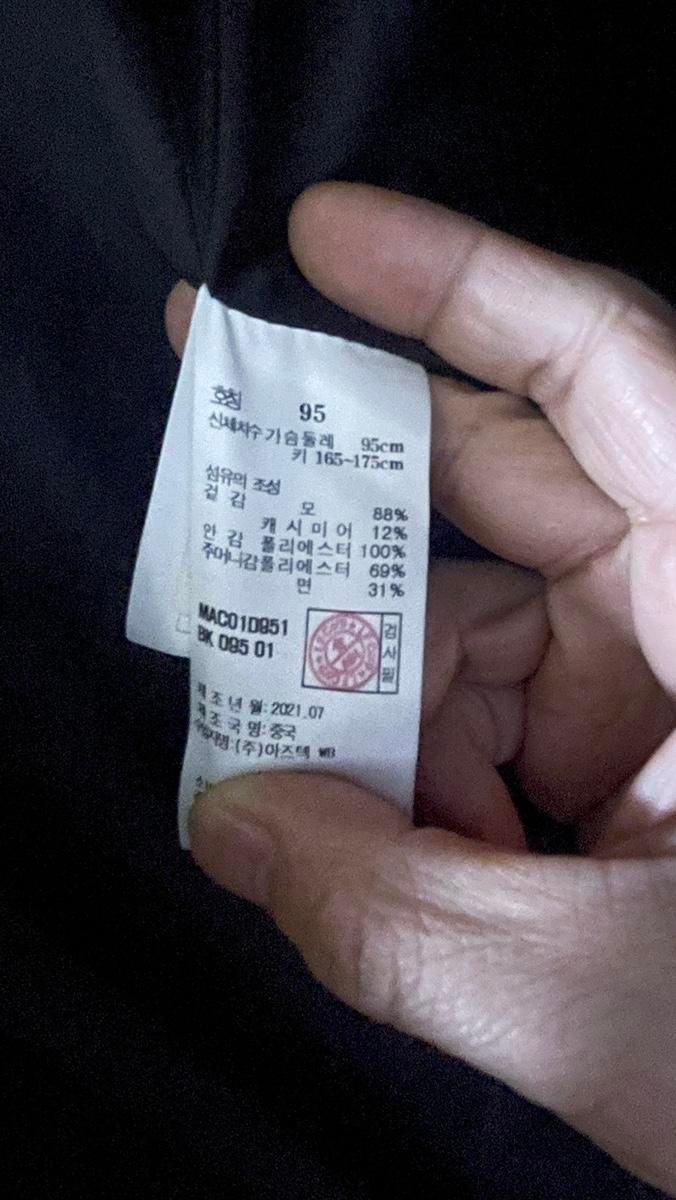 호칭 95
신체치수 가슴둘레 95cm
키 165~175cm
섬유의 조성
겉 감 모 88%
캐 시 미 어 12%
안 감 폴리에스터 100%
주머니감폴리에스터 69%
면 31%
MAC01D951
BK 095 01
검사필
제 조 년 월: 2021.07
제 조 국 명: 중국
(주)아즈텍 WB